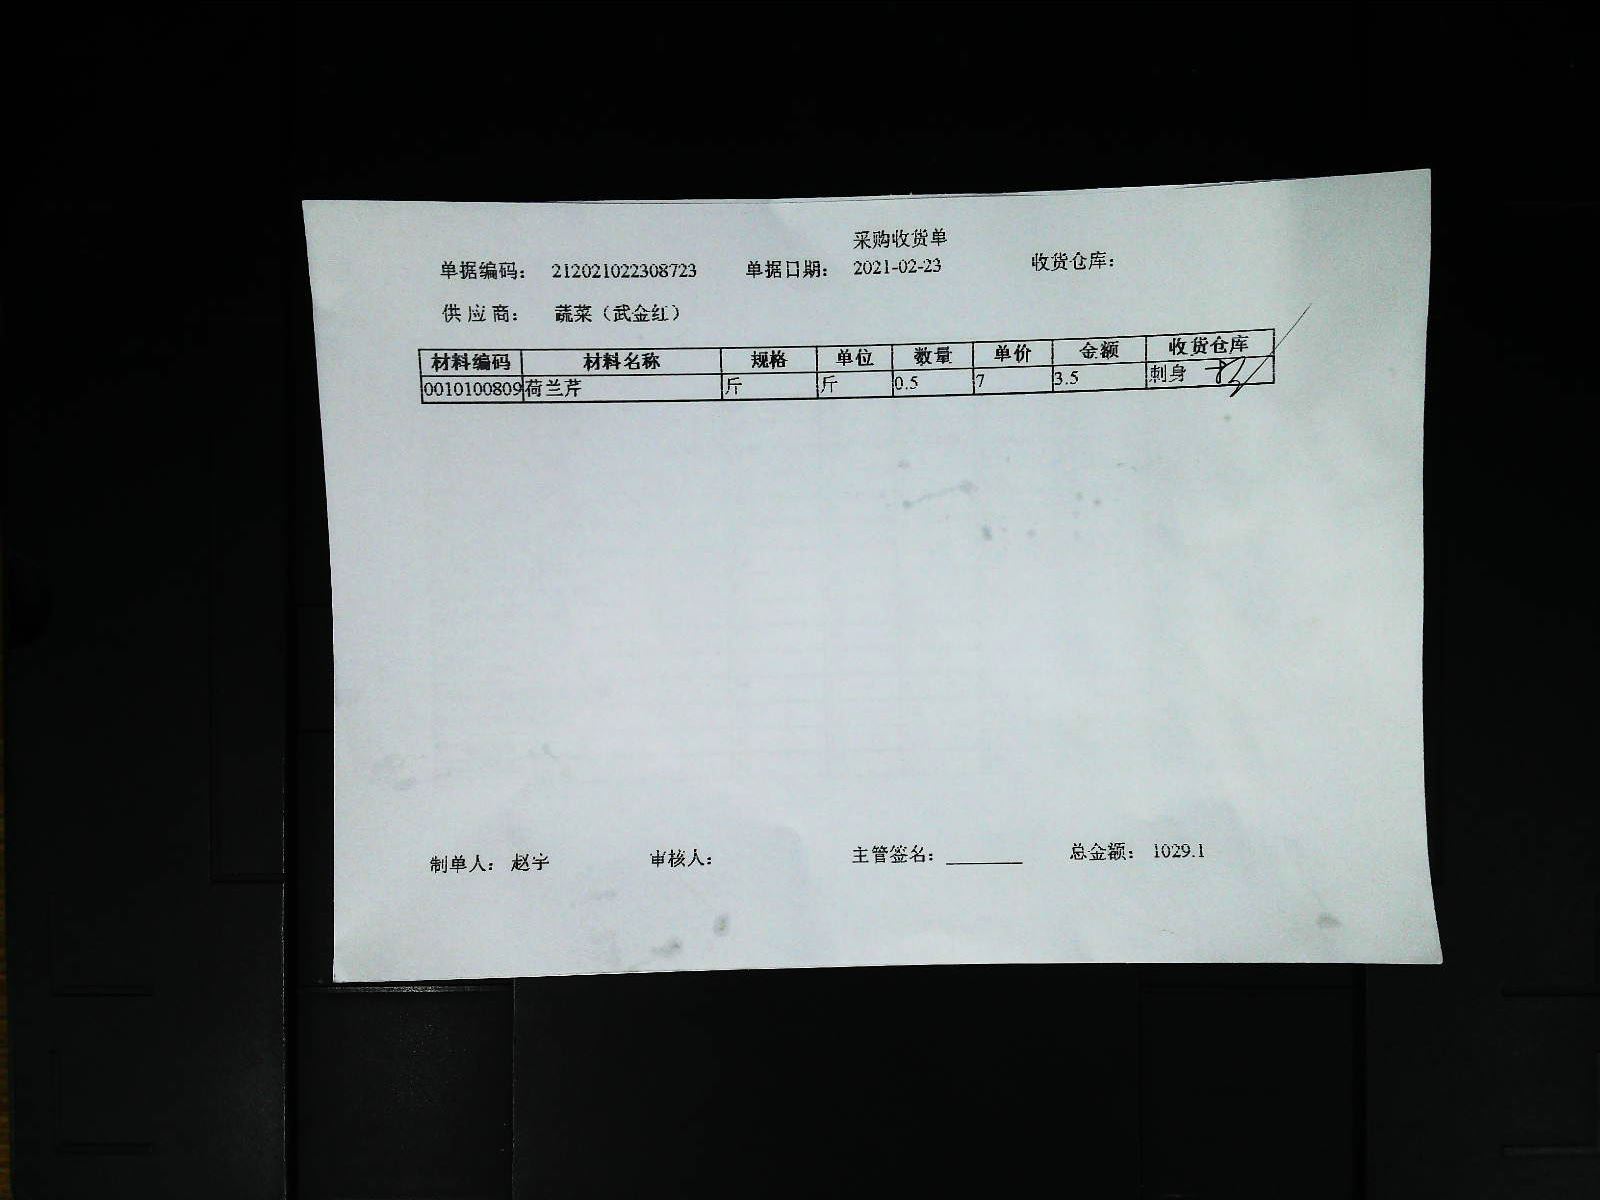 采购收货单
单据编码： 212021022308723 单据日期： 2021-02-23 收货仓库：
供应商： 蔬菜（武金红）
材料编码 材料名称 规格 单位 数量 单价 金额 收货仓库
0010100809 荷兰芹 斤 斤 0.5 7 3.5 刺身
制单人： 赵宇 审核人： 主管签名： ________ 总金额： 1029.1